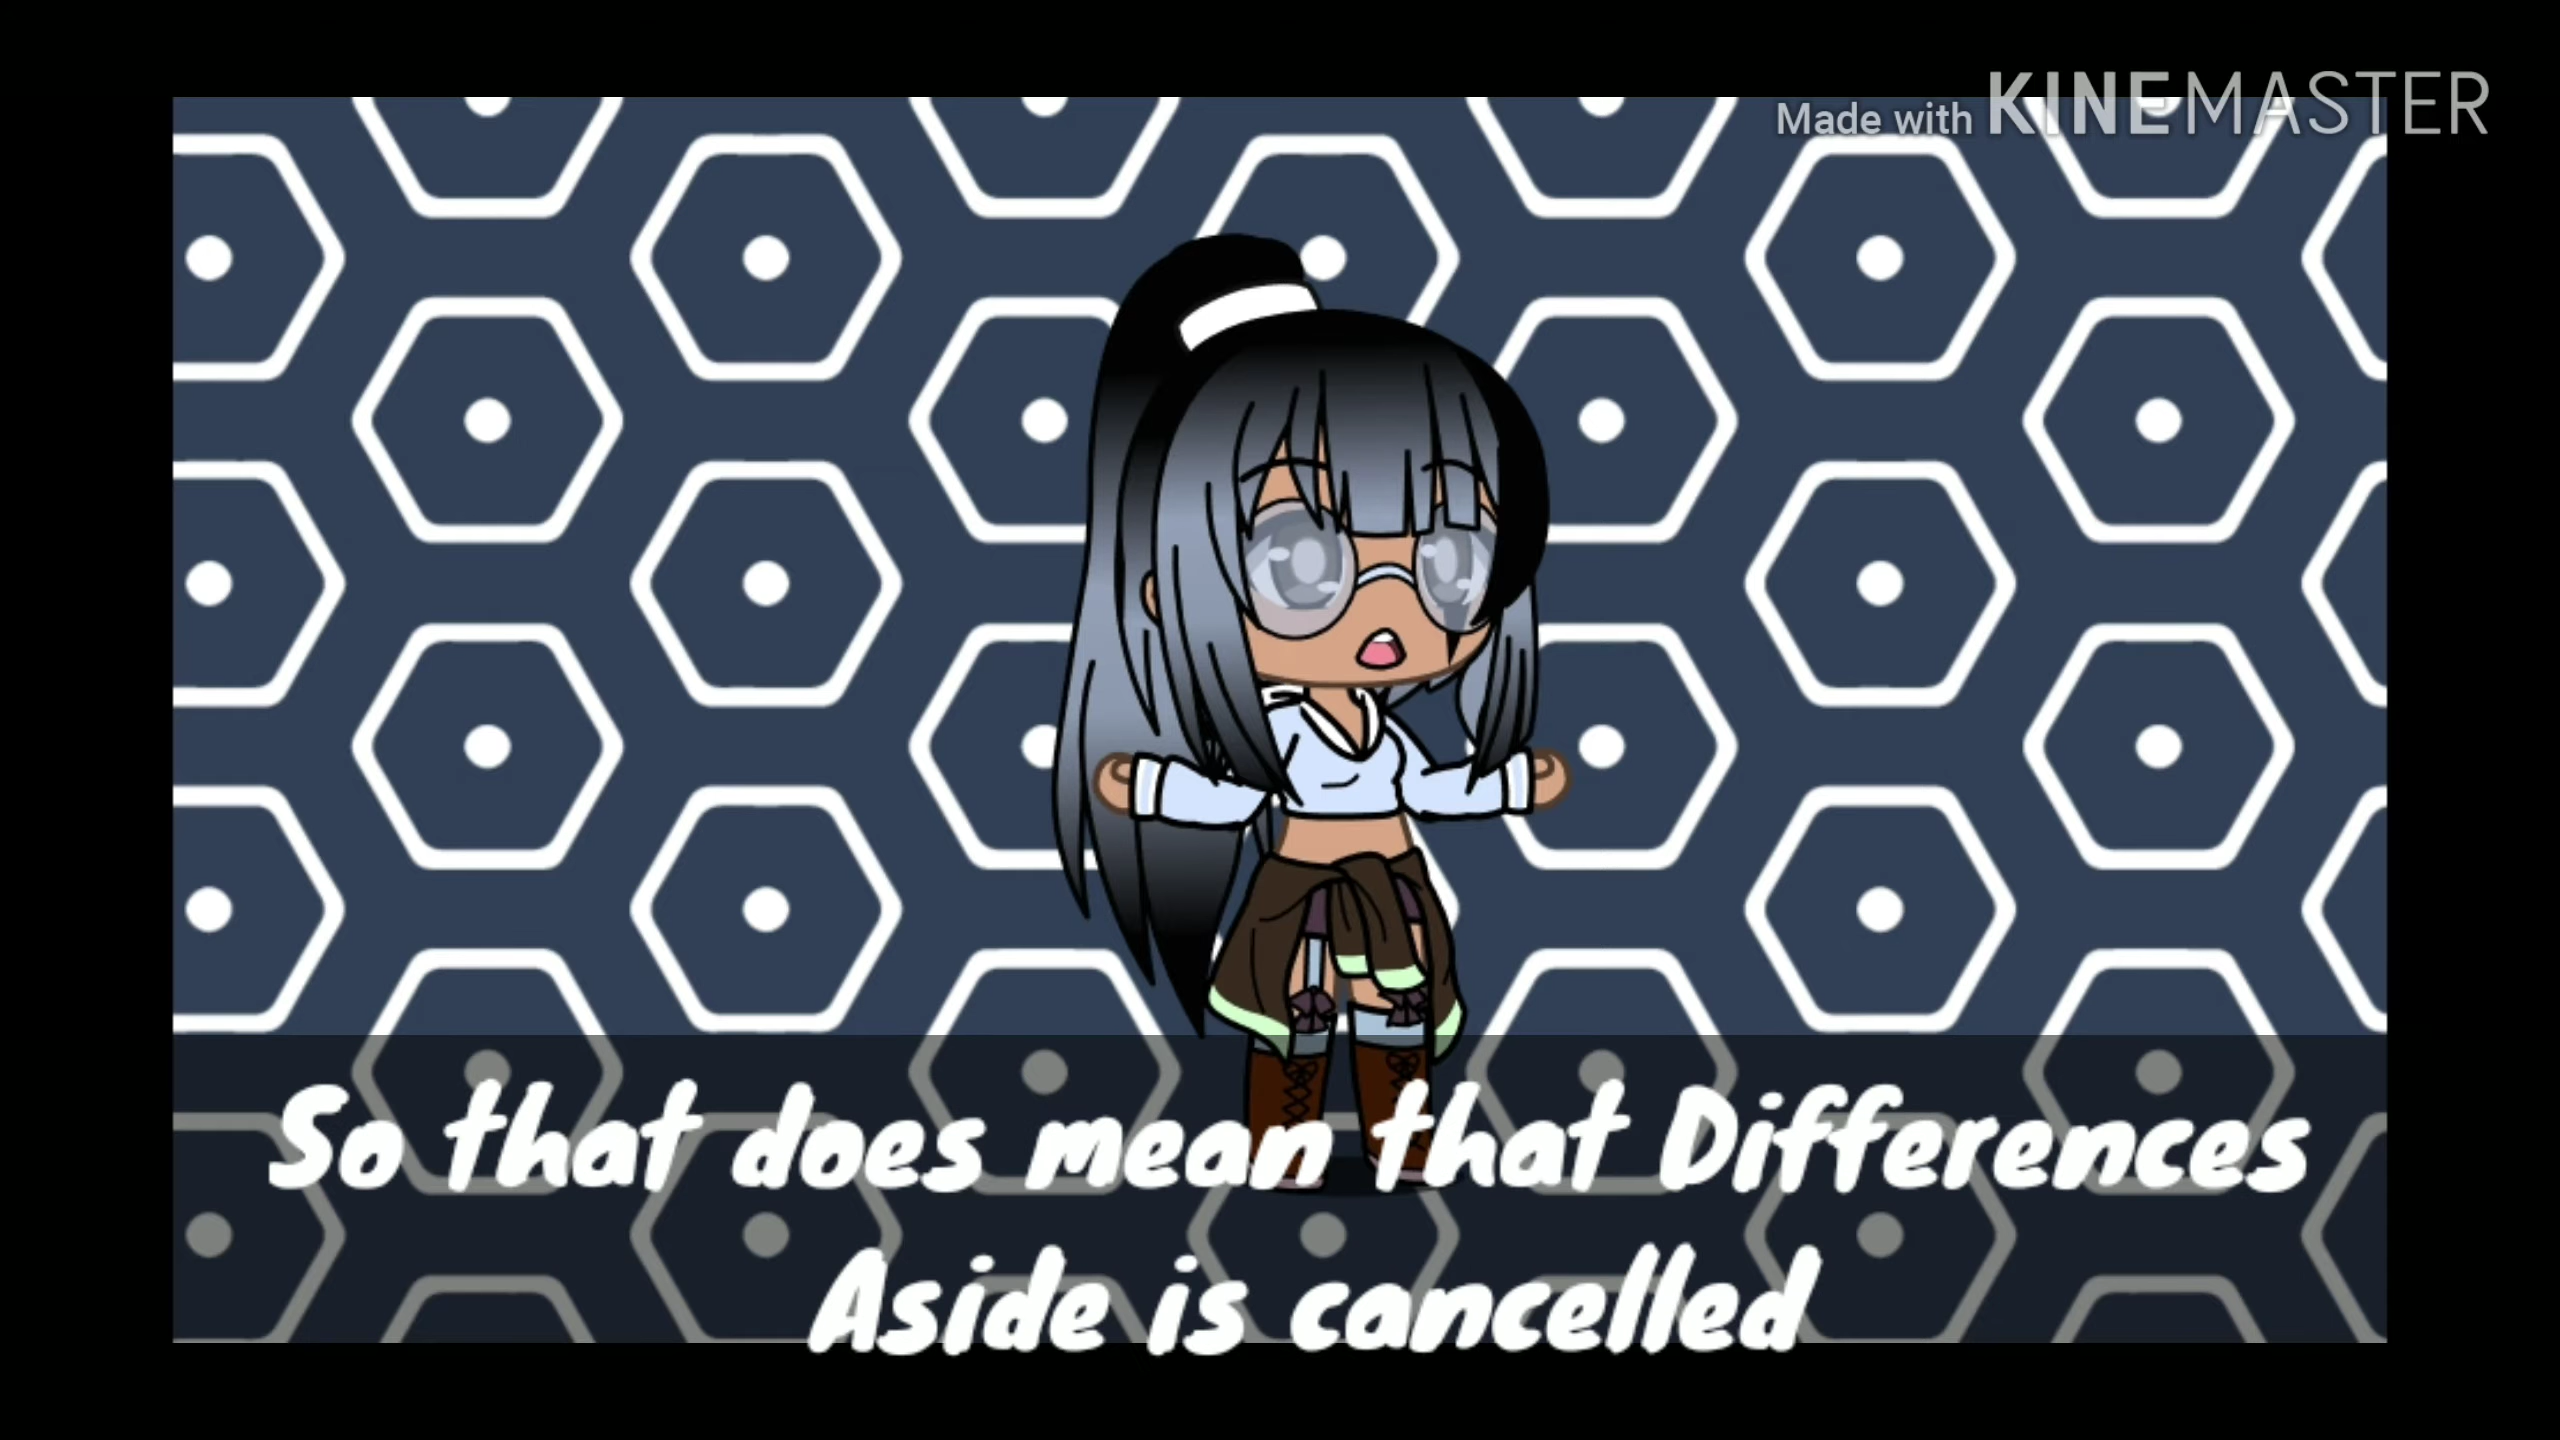 Made with KINEMASTER
So that does mean that Differences
Aside is cancelled